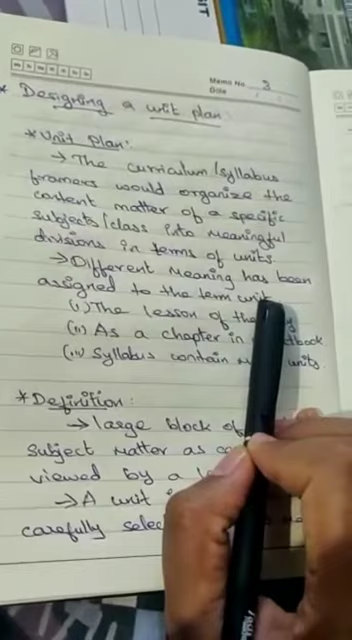 Memo No. 3
Date
* Designing a unit plan
* Unit plan:
→ The curriculum/syllabus
framers would organize the
content matter of a specific
subjects/class into meaningful
divisions in terms of units.
→ Different meaning has been
assigned to the term unit
(i) The lesson of the
(ii) As a chapter in
(iii) Syllabus contain units.
* Definition:
→ large block of
subject matter as
viewed by a
→ A unit
carefully